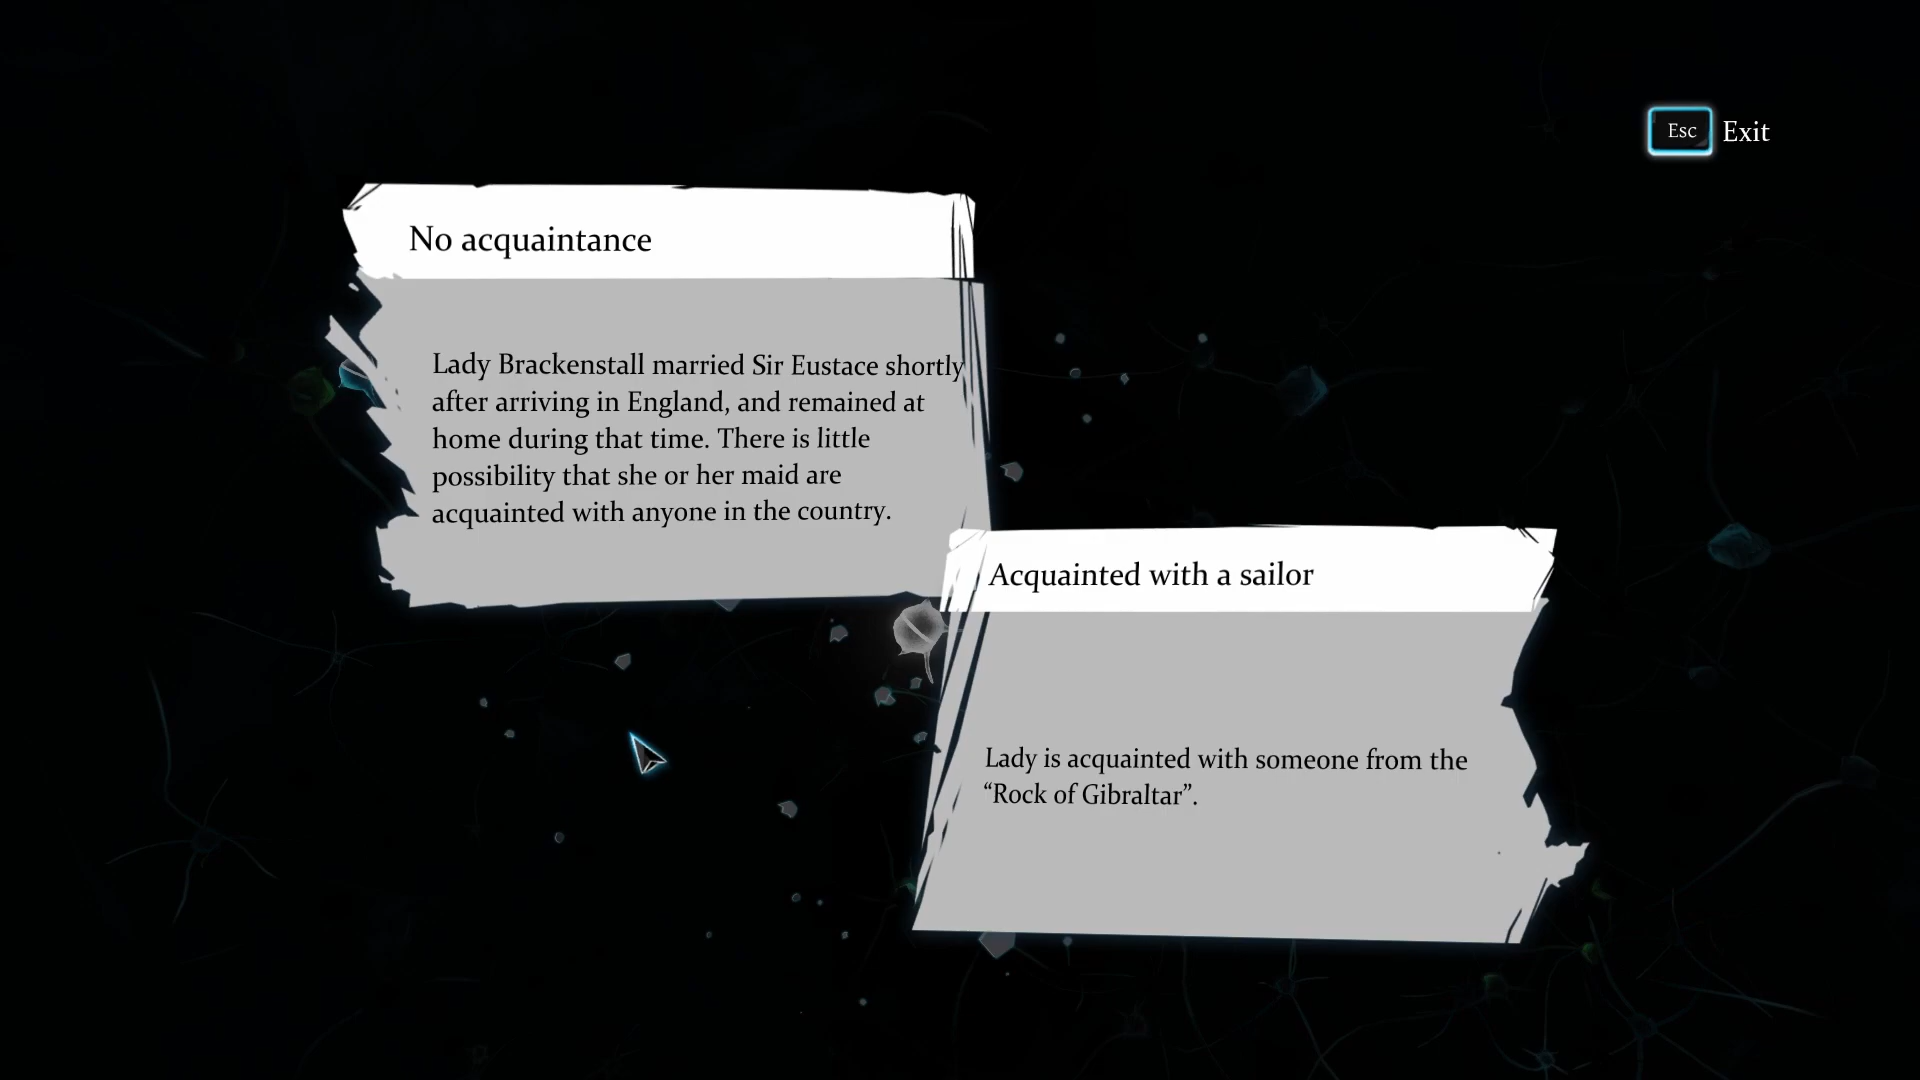 Esc Exit
No acquaintance
Lady Brackenstall married Sir Eustace shortly
after arriving in England, and remained at
home during that time. There is little
possibility that she or her maid are
acquainted with anyone in the country.
Acquainted with a sailor
Lady is acquainted with someone from the
“Rock of Gibraltar”.